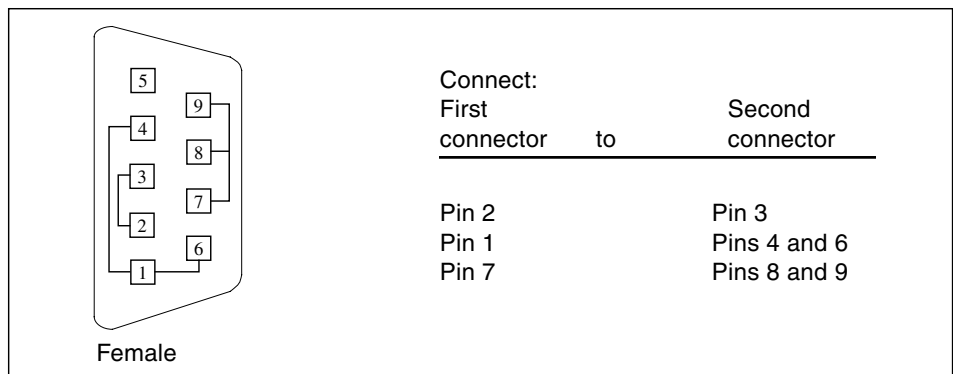 5
9
4
8
3
7
2
6
1
Female
Connect:
First Second
connector to connector
Pin 2 Pin 3
Pin 1 Pins 4 and 6
Pin 7 Pins 8 and 9